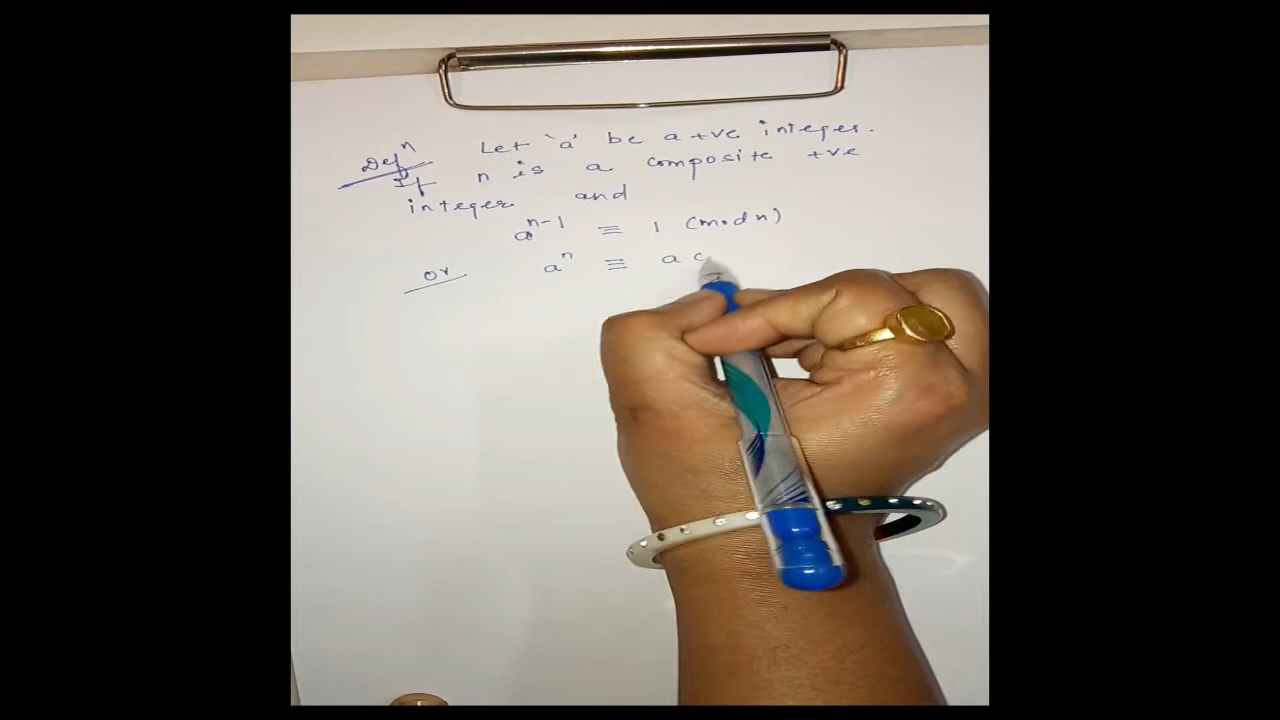 Defⁿ Let 'a' be a +ve integer.
If n is a composite +ve
integer and
a^{n-1} ≡ 1 (mod n)
or a^n ≡ a (